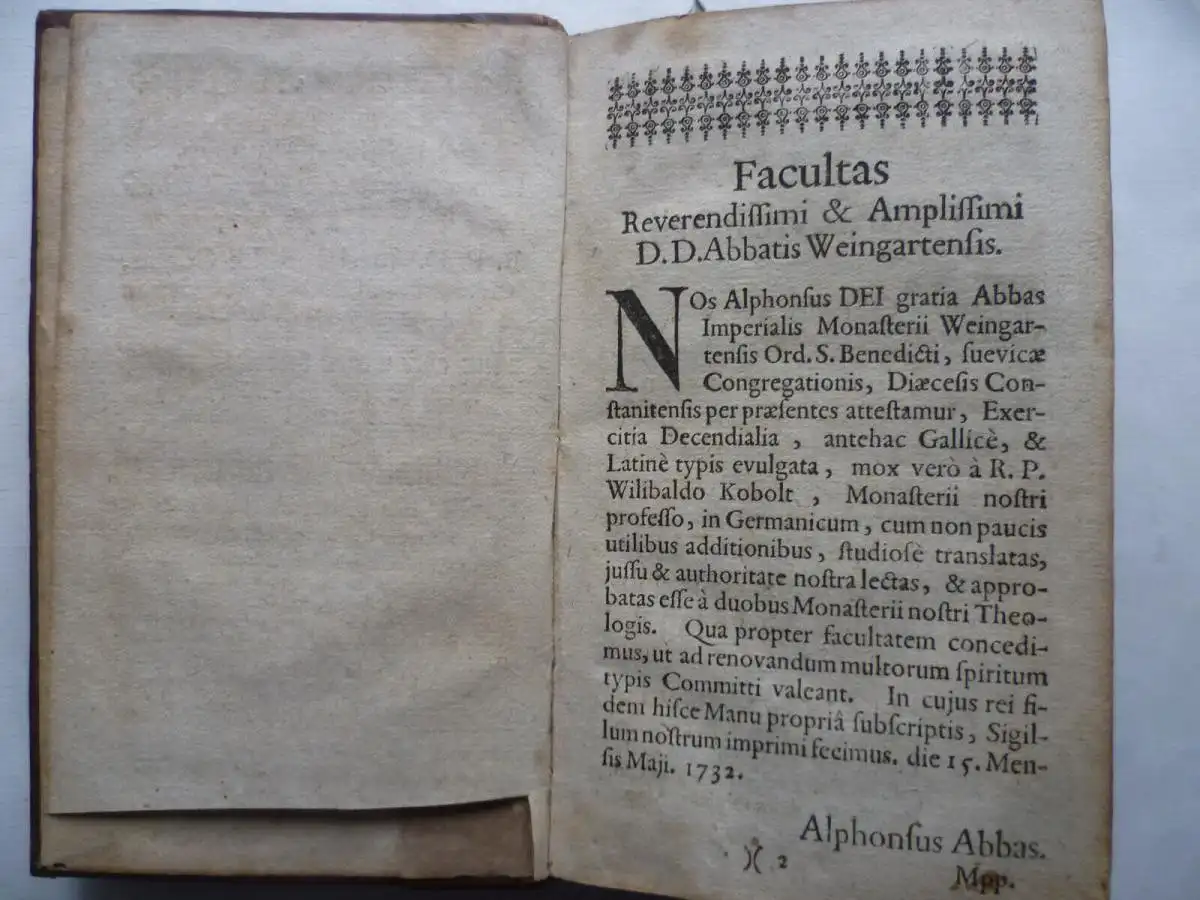 Facultas
Reverendiſſimi & Ampliſſimi
D.D.Abbatis Weingartenſis.
NOs Alphonſus DEI gratia Abbas
Imperialis Monaſterii Weingar-
tenſis Ord. S. Benedicti, ſuevicæ
Congregationis, Diæceſis Con-
ſtanitenſis per præſentes atteſtamur, Exer-
citia Decendialia, antehac Gallicè, &
Latinè typis evulgata, mox verò à R. P.
Wilibaldo Kobolt, Monaſterii noſtri
profeſſo, in Germanicum, cum non paucis
utilibus additionibus, ſtudioſè translatas,
juſſu & authoritate noſtra lectas, & appro-
batas eſſe à duobus Monaſterii noſtri Theo-
logis. Qua propter facultatem concedi-
mus, ut ad renovandum multorum ſpiritum
typis Committi valeant. In cujus rei fi-
dem hiſce Manu propriâ ſubſcriptis, Sigil-
lum noſtrum imprimi fecimus. die 15. Men-
ſis Maji. 1732.
Alphonſus Abbas.
)( 2
Mpp.